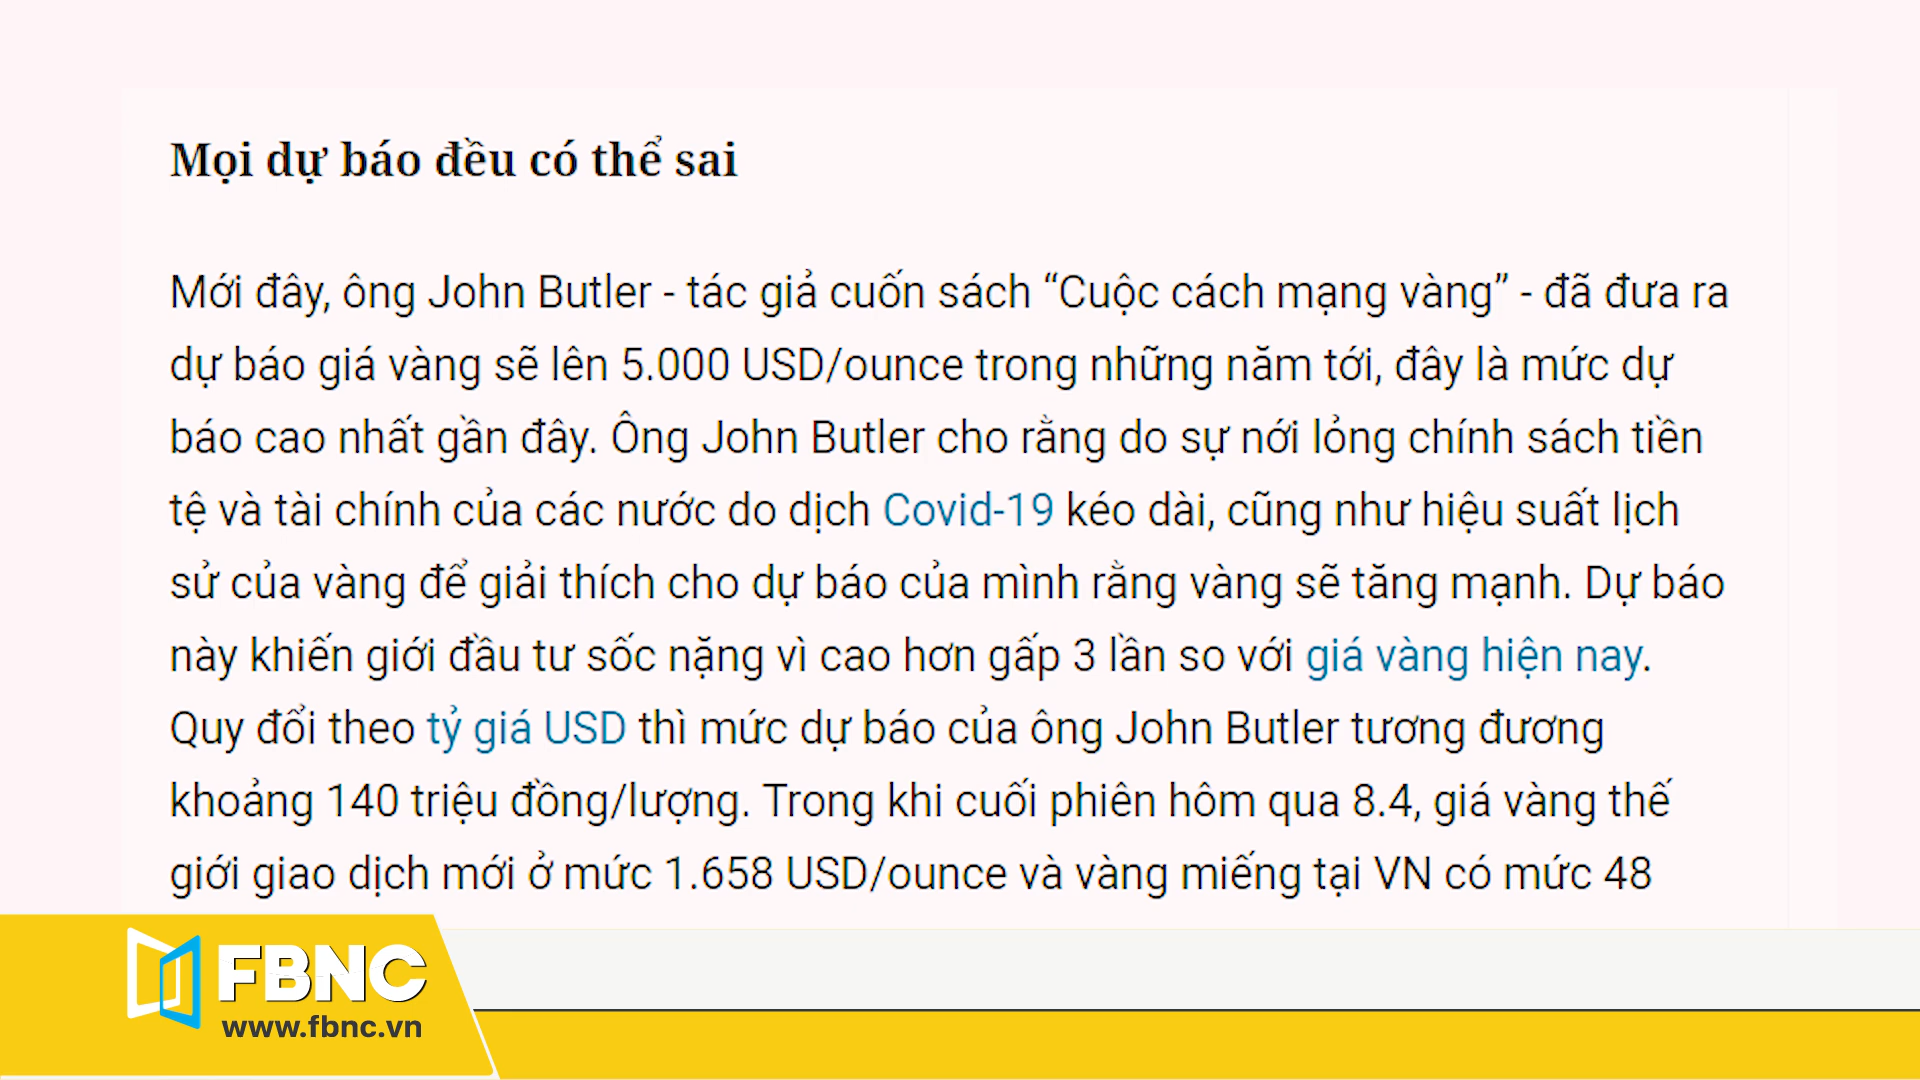 Mọi dự báo đều có thể sai
Mới đây, ông John Butler - tác giả cuốn sách “Cuộc cách mạng vàng” - đã đưa ra
dự báo giá vàng sẽ lên 5.000 USD/ounce trong những năm tới, đây là mức dự
báo cao nhất gần đây. Ông John Butler cho rằng do sự nới lỏng chính sách tiền
tệ và tài chính của các nước do dịch Covid-19 kéo dài, cũng như hiệu suất lịch
sử của vàng để giải thích cho dự báo của mình rằng vàng sẽ tăng mạnh. Dự báo
này khiến giới đầu tư sốc nặng vì cao hơn gấp 3 lần so với giá vàng hiện nay.
Quy đổi theo tỷ giá USD thì mức dự báo của ông John Butler tương đương
khoảng 140 triệu đồng/lượng. Trong khi cuối phiên hôm qua 8.4, giá vàng thế
giới giao dịch mới ở mức 1.658 USD/ounce và vàng miếng tại VN có mức 48
FBNC
www.fbnc.vn